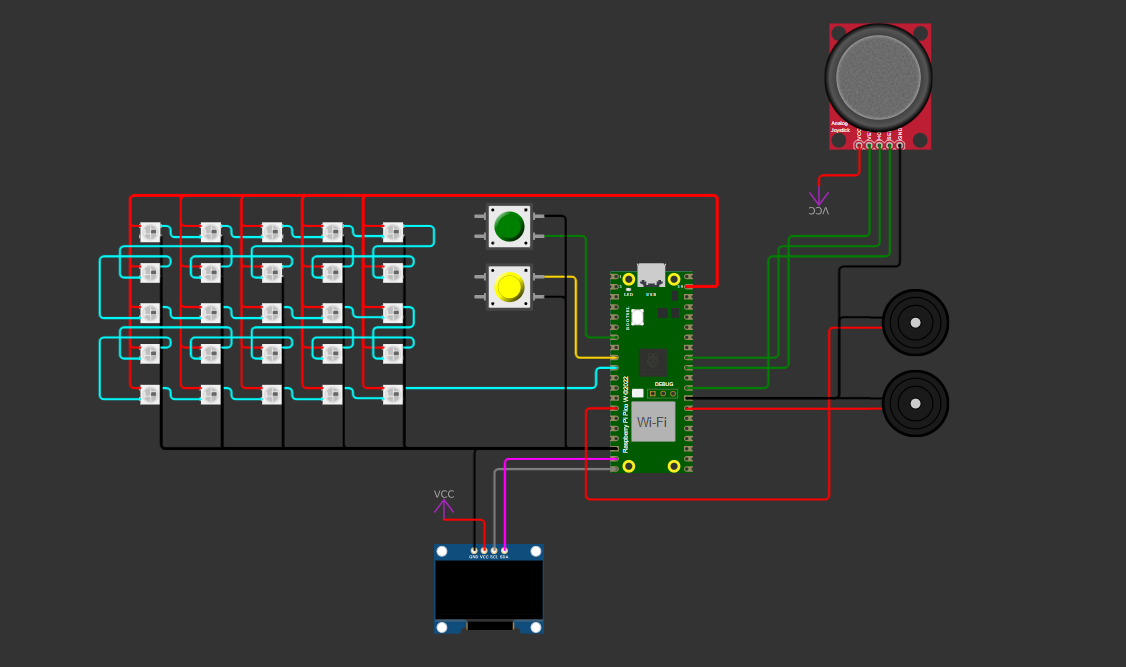 Analog
Joystick
VCC
VERT
HORZ
SEL
GND
VCC
LED
USB
BOOTSEL
DEBUG
Raspberry Pi Pico W ©2022
Wi-Fi
VCC
GND VCC SCL SDA